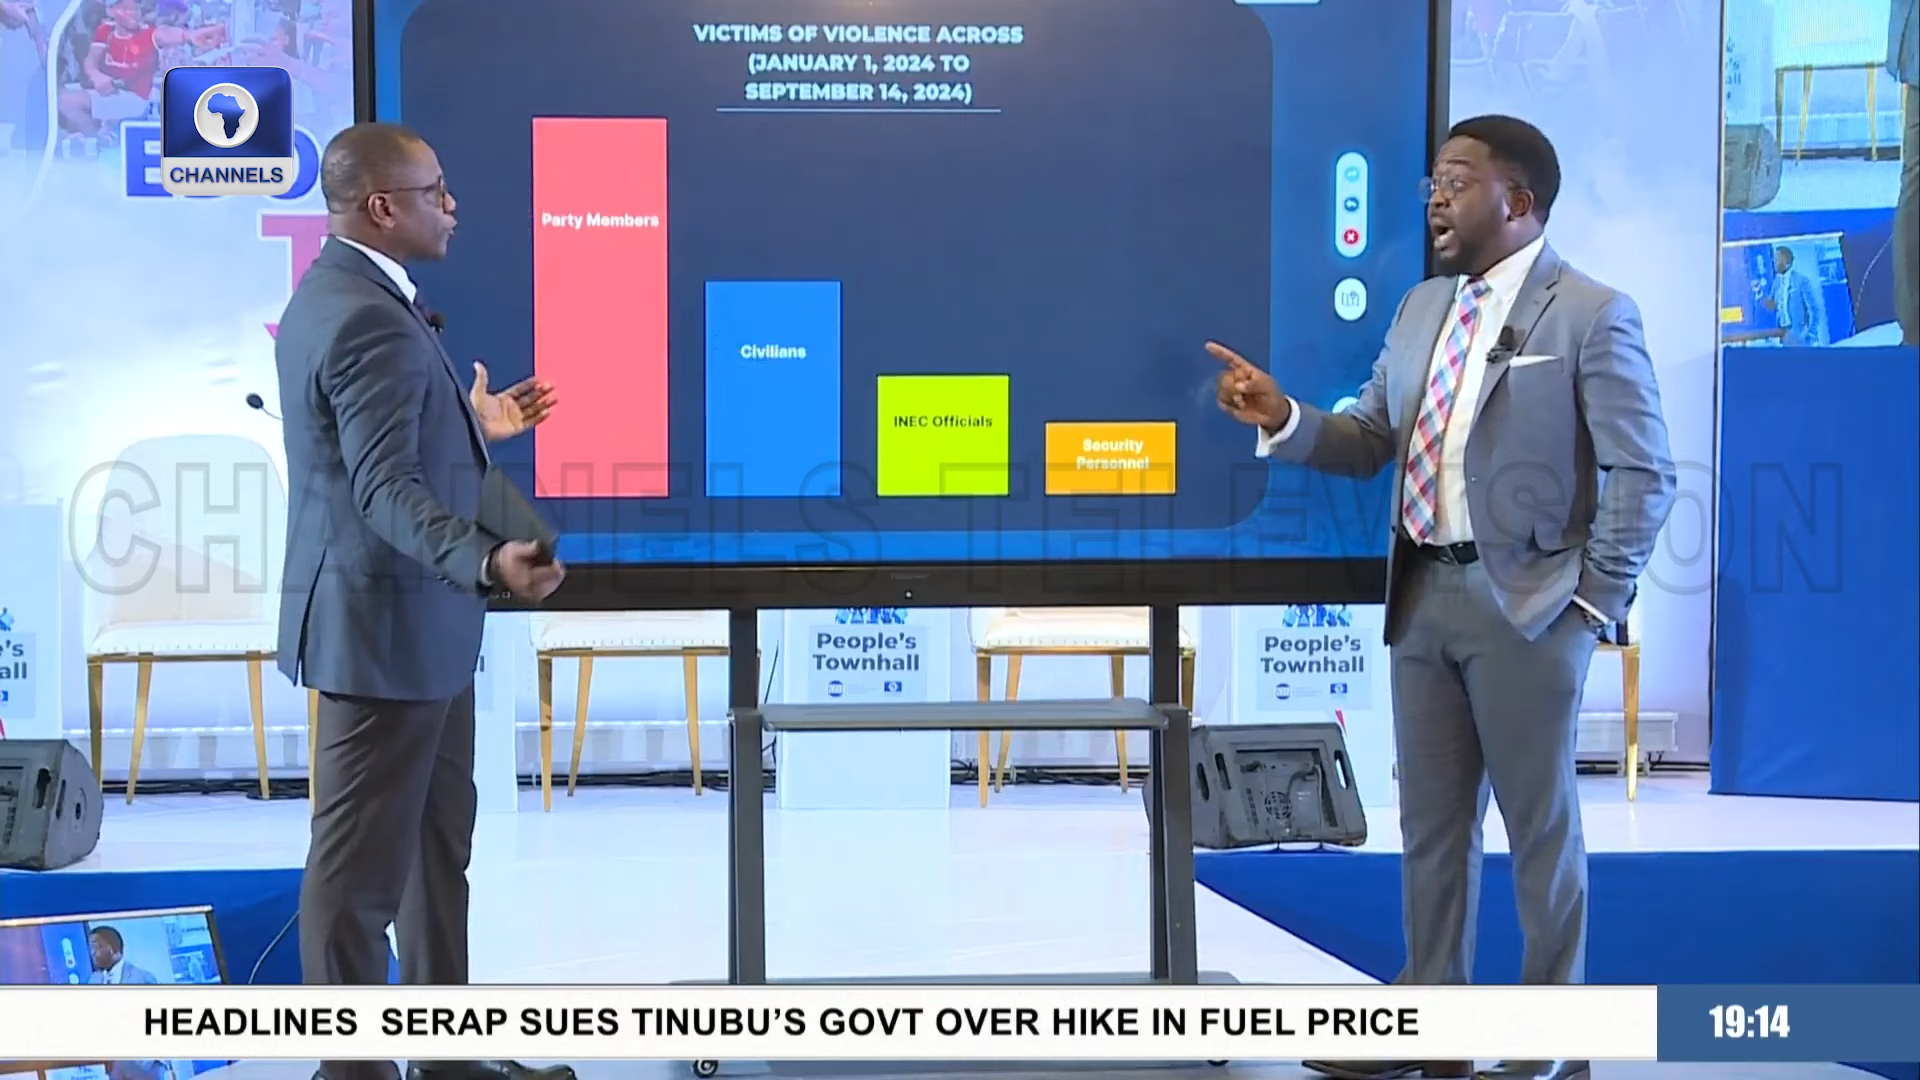 VICTIMS OF VIOLENCE ACROSS
(JANUARY 1, 2024 TO
SEPTEMBER 14, 2024)
CHANNELS
Party Members
Civilians
INEC Officials
Security
Personnel
CHANNELS TELEVISION
People's
Townhall
People's
Townhall
HEADLINES SERAP SUES TINUBU'S GOVT OVER HIKE IN FUEL PRICE
19:14